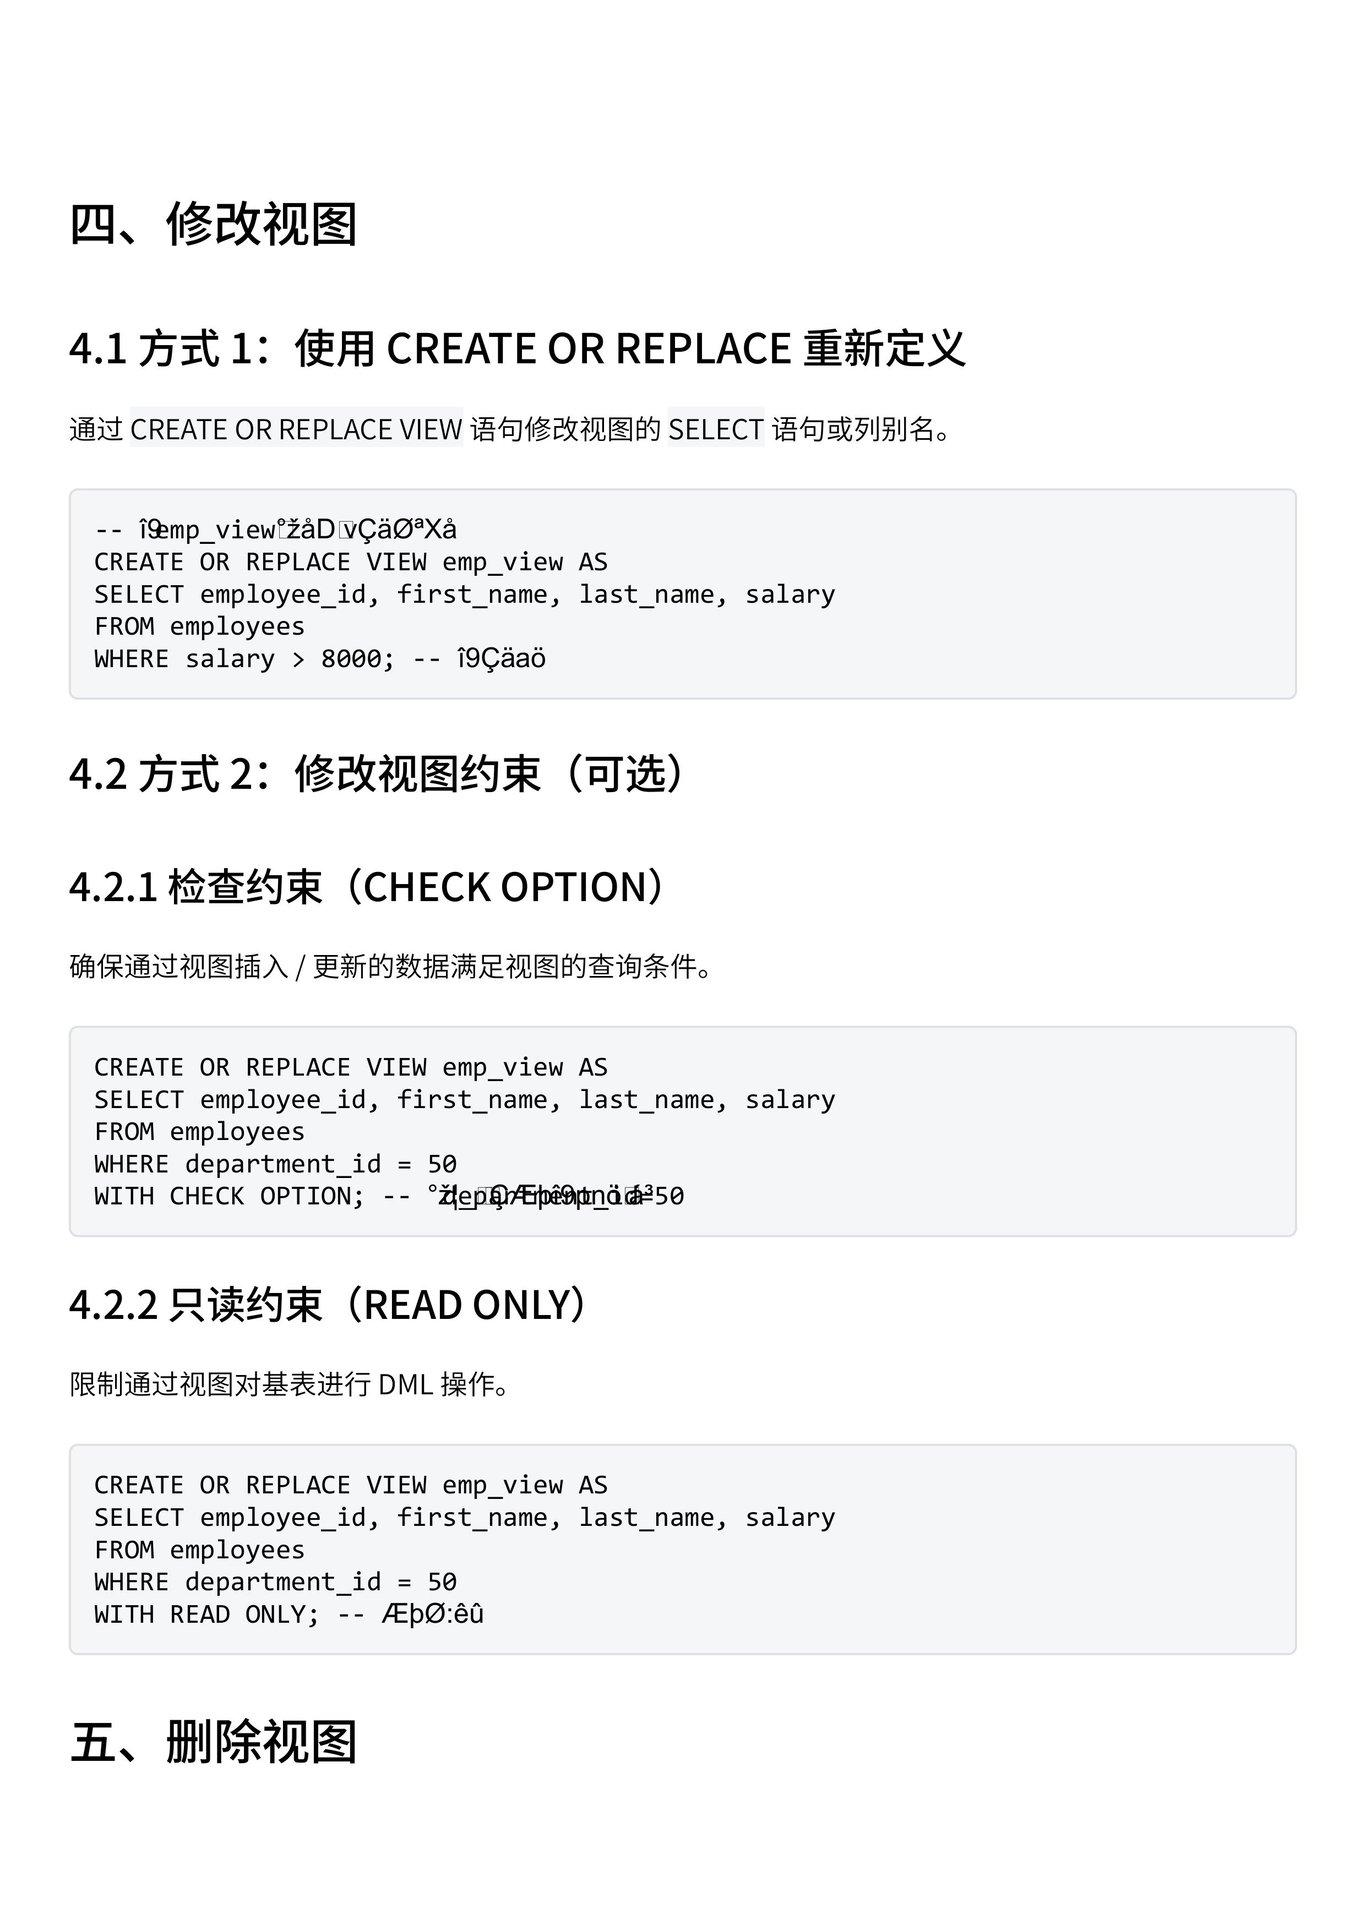 四、修改视图
4.1 方式 1：使用 CREATE OR REPLACE 重新定义
通过 CREATE OR REPLACE VIEW 语句修改视图的 SELECT 语句或列别名。
-- î9emp_view
CREATE OR REPLACE VIEW emp_view AS
SELECT employee_id, first_name, last_name, salary
FROM employees
WHERE salary > 8000; -- î9Çäaö
4.2 方式 2：修改视图约束（可选）
4.2.1 检查约束（CHECK OPTION）
确保通过视图插入 / 更新的数据满足视图的查询条件。
CREATE OR REPLACE VIEW emp_view AS
SELECT employee_id, first_name, last_name, salary
FROM employees
WHERE department_id = 50
WITH CHECK OPTION; --
4.2.2 只读约束（READ ONLY）
限制通过视图对基表进行 DML 操作。
CREATE OR REPLACE VIEW emp_view AS
SELECT employee_id, first_name, last_name, salary
FROM employees
WHERE department_id = 50
WITH READ ONLY; -- ÆþØ:êû
五、删除视图